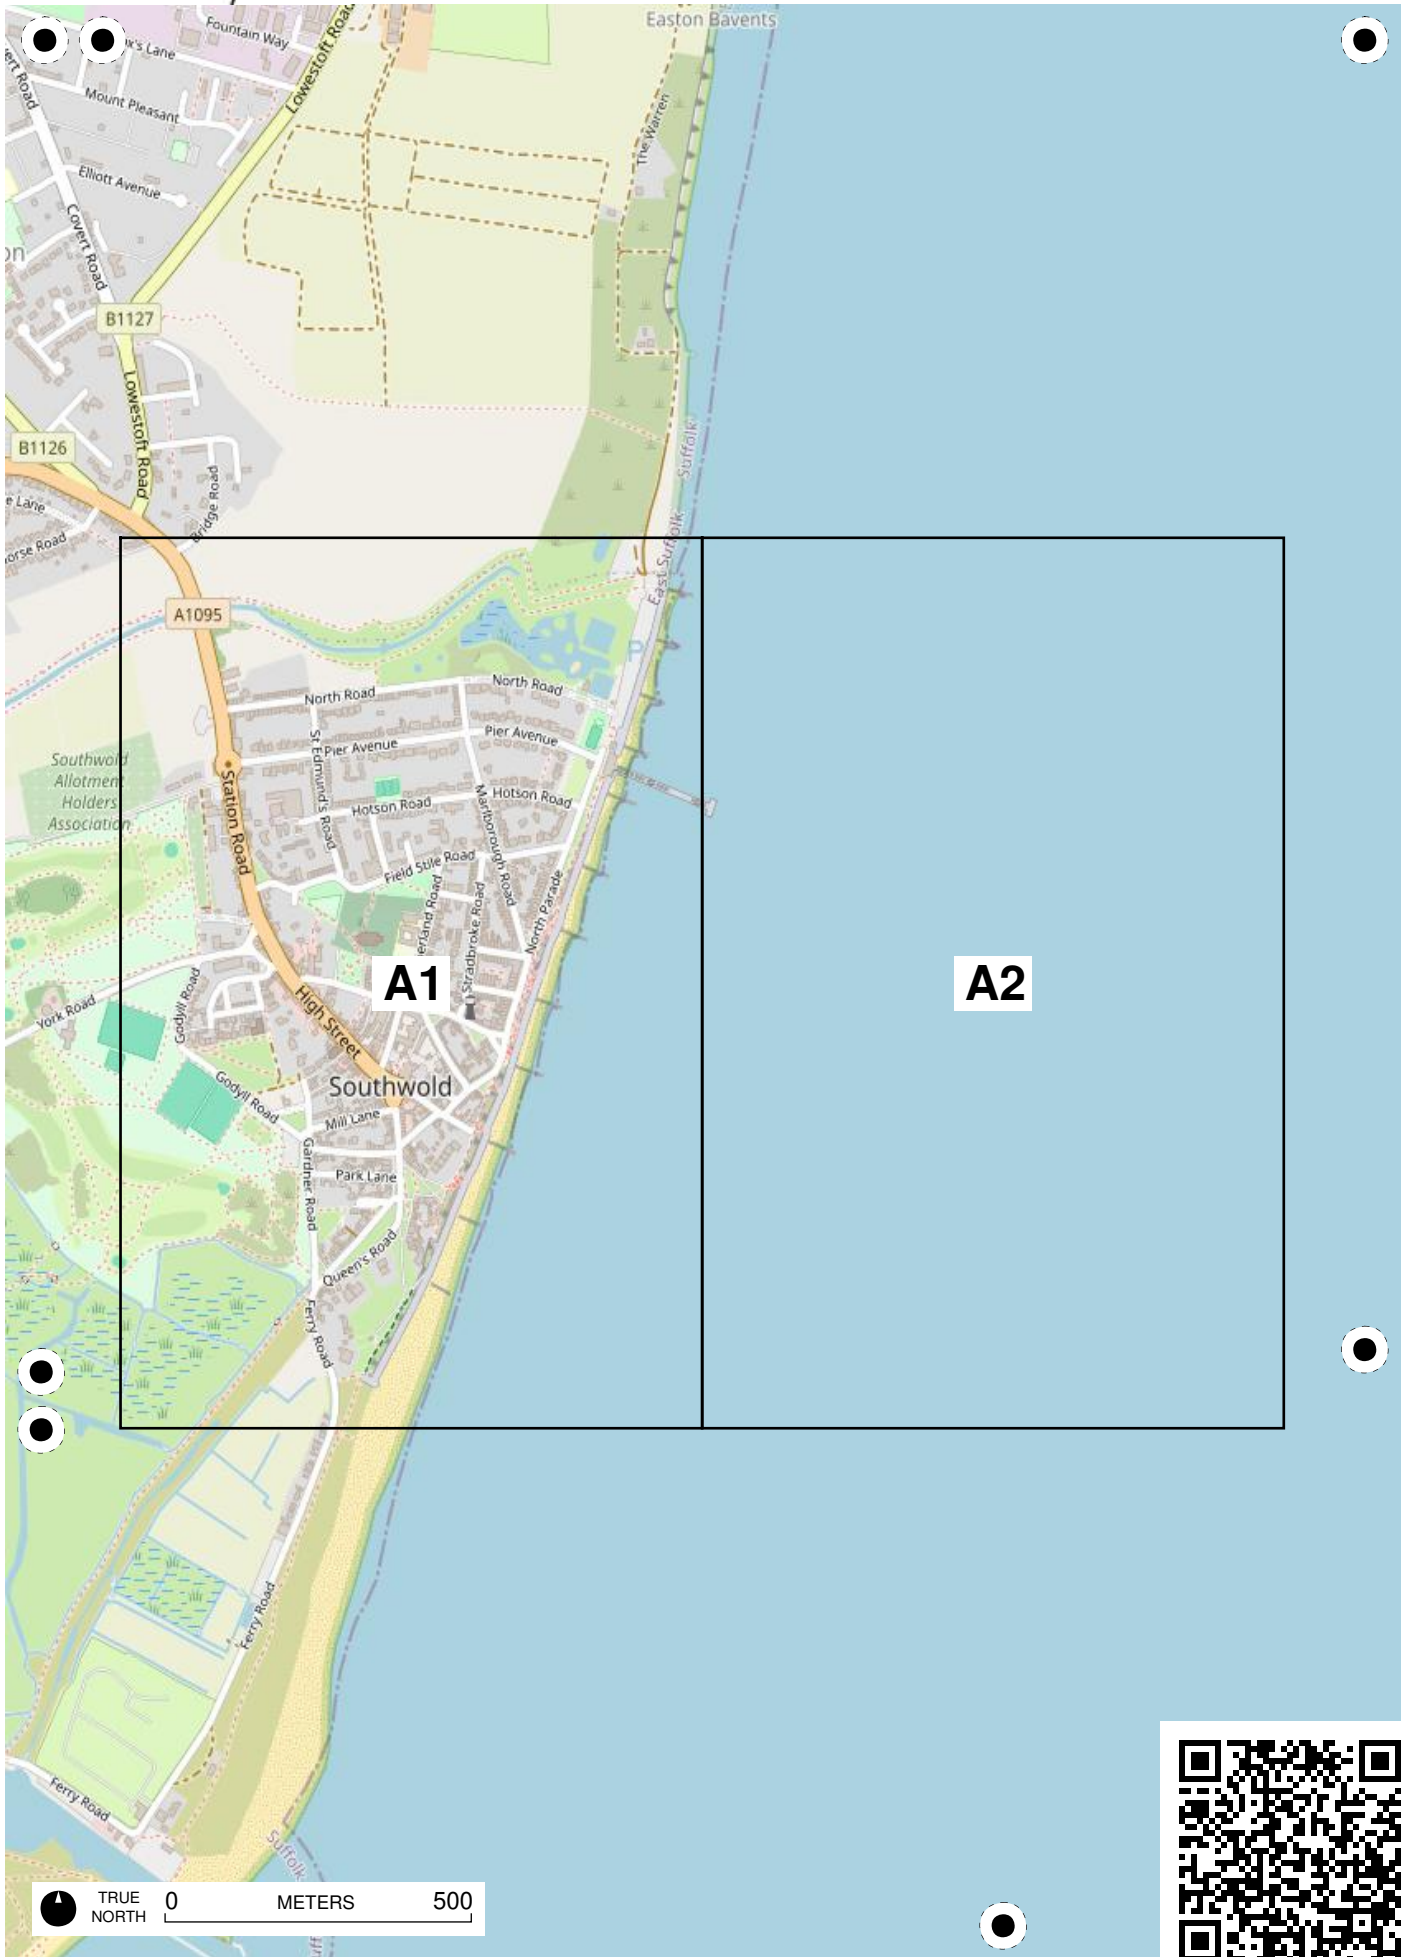 Easton Bavents
Fountain Way
Lowestoft Road
Mount Pleasant
The Warren
Elliott Avenue
Covert Road
B1127
Lowestoft Road
B1126
Suffolk
Bridge Road
East Suffolk
A1095
P
North Road
North Road
St Edmund's Road
Pier Avenue
Pier Avenue
Southwold
Allotment
Holders
Association
Station Road
Hotson Road
Hotson Road
Marlborough Road
Field Stile Road
North Parade
Stradbroke Road
A1
A2
Godyll Road
York Road
High Street
Southwold
Godyll Road
Mill Lane
Gardner Road
Park Lane
Queen's Road
Ferry Road
Ferry Road
Ferry Road
Suffolk
TRUE
NORTH
0 METERS 500